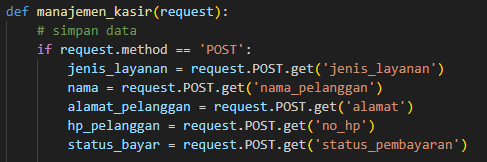 def manajemen_kasir(request):
    # simpan data
    if request.method == 'POST':
        jenis_layanan = request.POST.get('jenis_layanan')
        nama = request.POST.get('nama_pelanggan')
        alamat_pelanggan = request.POST.get('alamat')
        hp_pelanggan = request.POST.get('no_hp')
        status_bayar = request.POST.get('status_pembayaran')